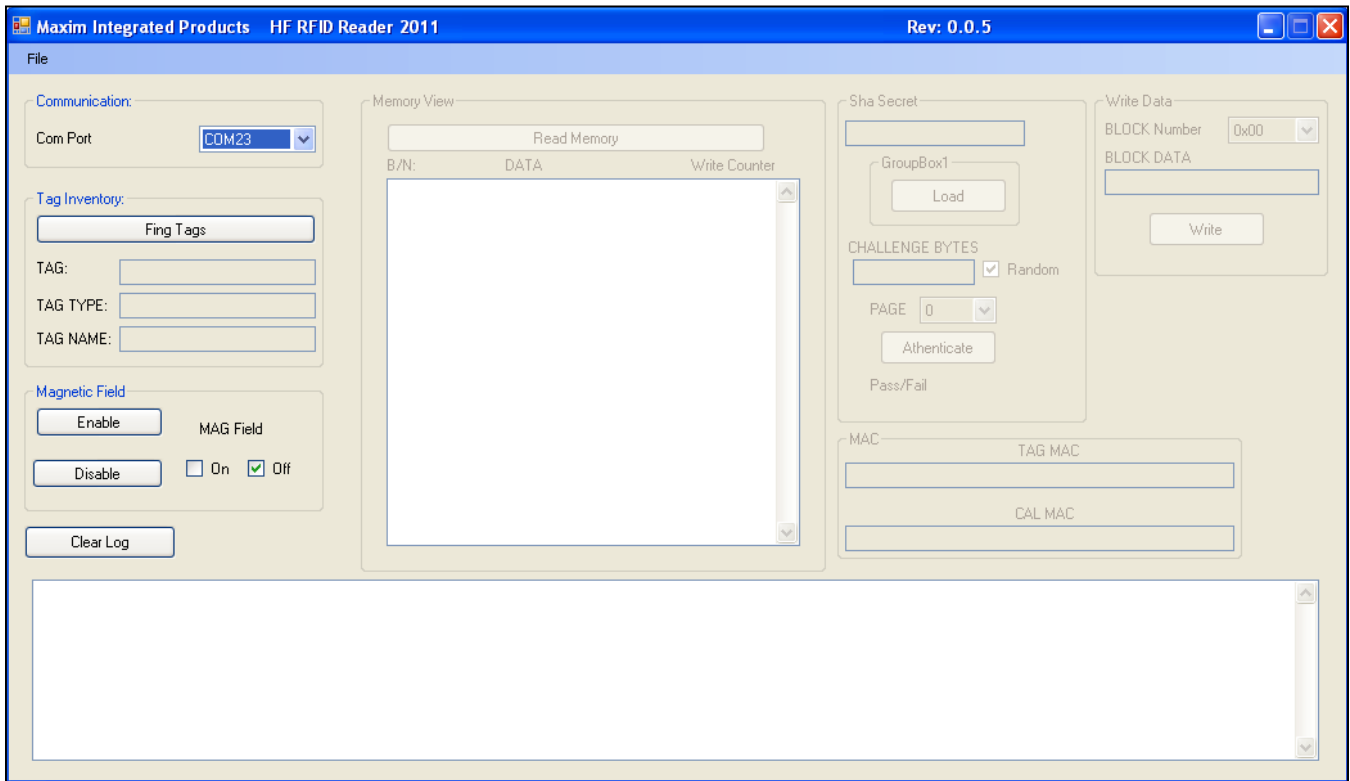 Maxim Integrated Products HF RFID Reader 2011 Rev: 0.0.5
File
Communication:
Com Port COM23
Tag Inventory:
Fing Tags
TAG:
TAG TYPE:
TAG NAME:
Magnetic Field
Enable
MAG Field
Disable
On Off
Clear Log
Memory View
Read Memory
B/N: DATA Write Counter
Sha Secret
GroupBox1
Load
CHALLENGE BYTES
Random
PAGE 0
Athenticate
Pass/Fail
Write Data
BLOCK Number 0x00
BLOCK DATA
Write
MAC
TAG MAC
CAL MAC